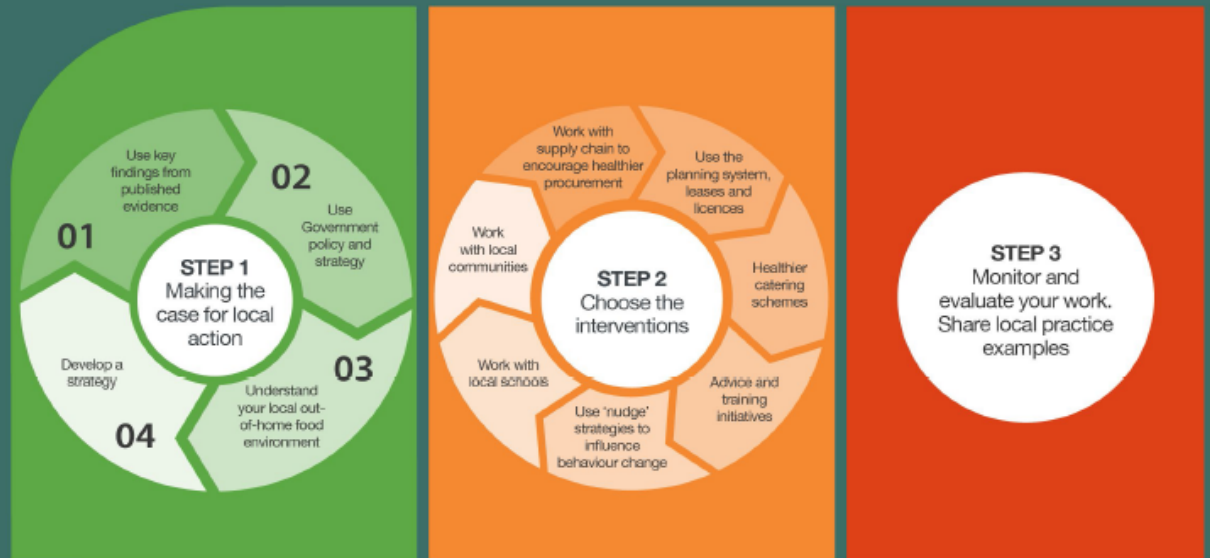 01
Use key
findings from
published
evidence
02
Use
Government
policy and
strategy
03
Understand
your local out-
of-home food
environment
04
Develop a
strategy
STEP 1
Making the
case for local
action
Work with
supply chain to
encourage healthier
procurement
Use the
planning system,
leases and
licences
Healthier
catering
schemes
Advice and
training
initiatives
Use 'nudge'
strategies to
influence
behaviour change
Work with
local schools
Work
with local
communities
STEP 2
Choose the
interventions
STEP 3
Monitor and
evaluate your work.
Share local practice
examples